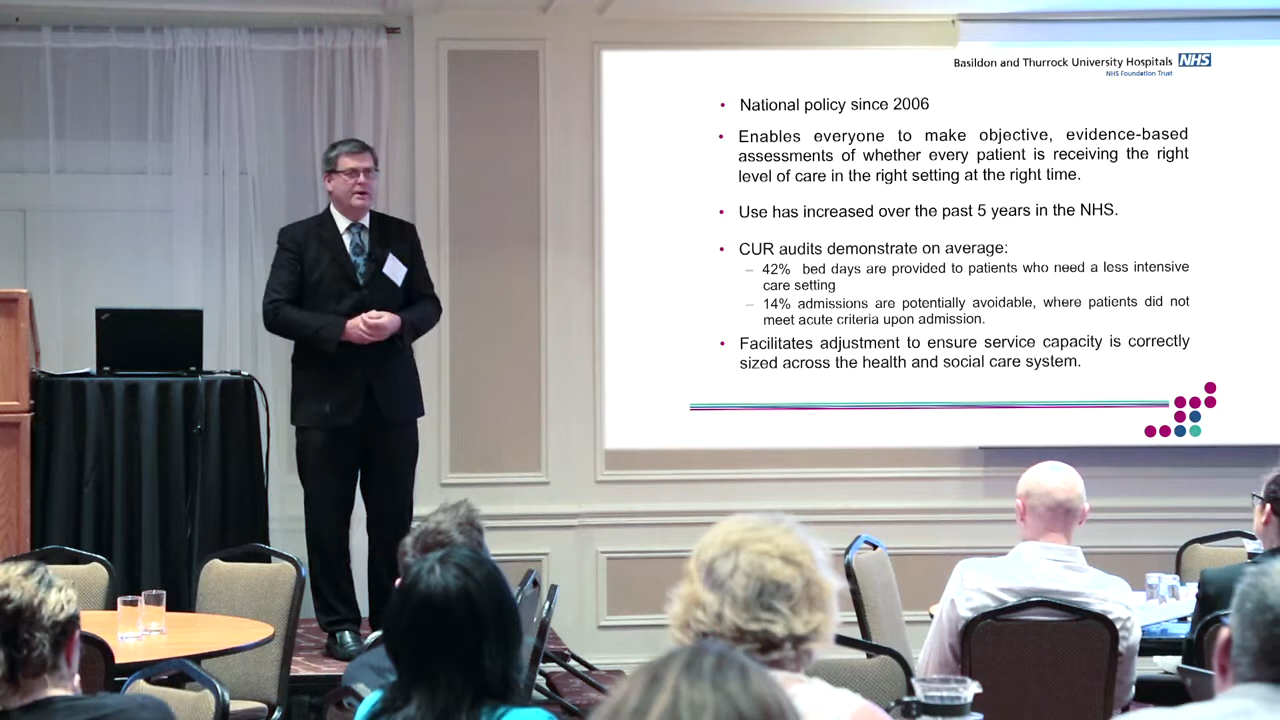 Basildon and Thurrock University Hospitals NHS
NHS Foundation Trust
• National policy since 2006
• Enables everyone to make objective, evidence-based
assessments of whether every patient is receiving the right
level of care in the right setting at the right time.
• Use has increased over the past 5 years in the NHS.
• CUR audits demonstrate on average:
– 42% bed days are provided to patients who need a less intensive
care setting
– 14% admissions are potentially avoidable, where patients did not
meet acute criteria upon admission.
• Facilitates adjustment to ensure service capacity is correctly
sized across the health and social care system.